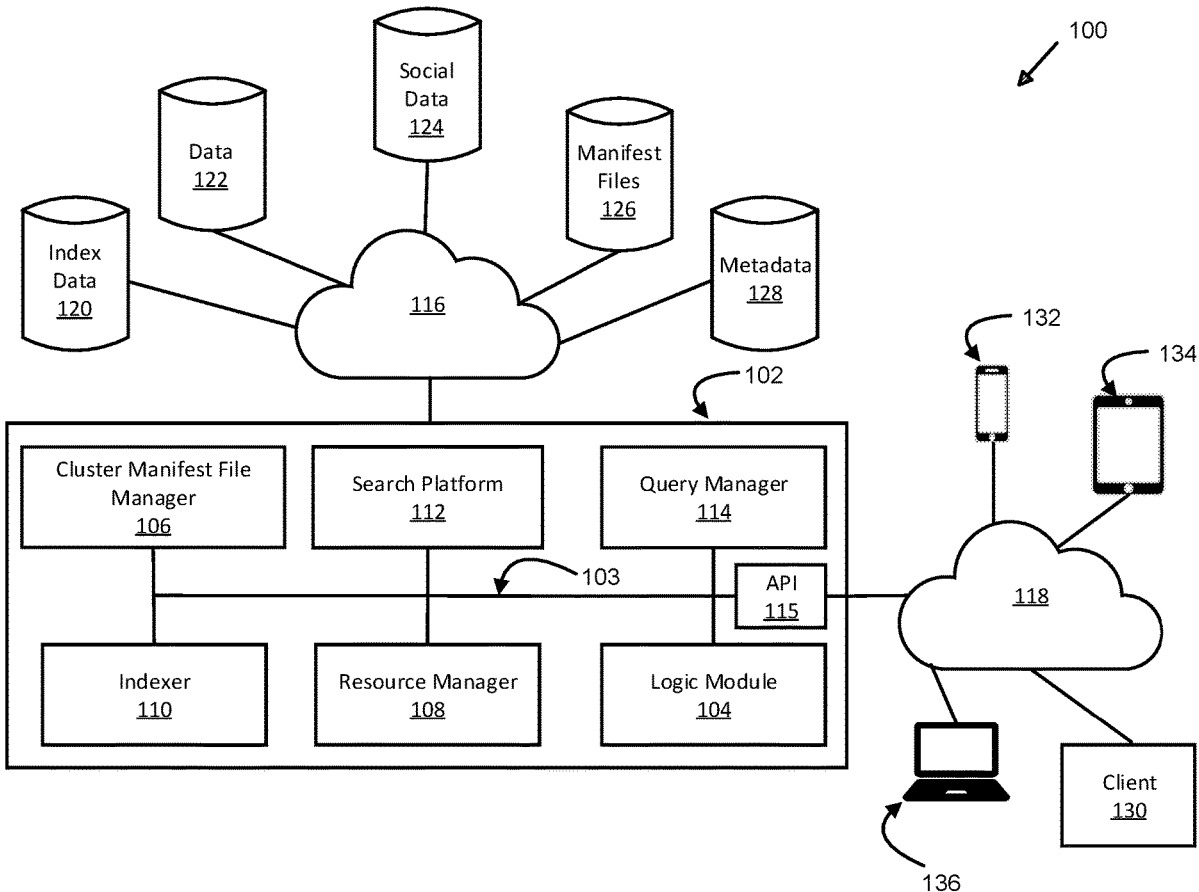 100
Social
Data
124
Data
122
Manifest
Files
126
Index
Data
120
Metadata
128
116
132
134
102
Cluster Manifest File
Manager
106
Search Platform
112
Query Manager
114
103
API
115
118
Indexer
110
Resource Manager
108
Logic Module
104
Client
130
136